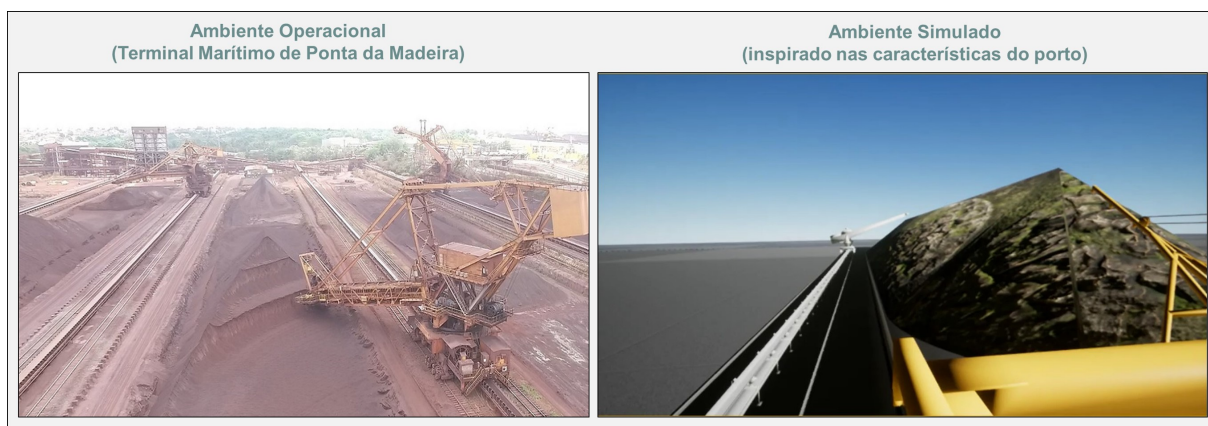 Ambiente Operacional
(Terminal Marítimo de Ponta da Madeira)
Ambiente Simulado
(inspirado nas características do porto)